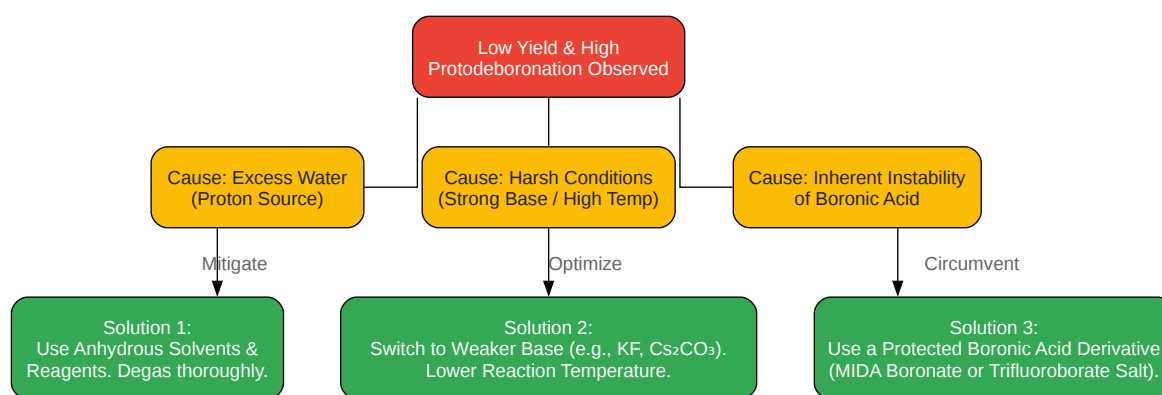 Low Yield & High
Protodeboronation Observed
Cause: Excess Water
(Proton Source)
Cause: Harsh Conditions
(Strong Base / High Temp)
Cause: Inherent Instability
of Boronic Acid
Mitigate
Optimize
Circumvent
Solution 1:
Use Anhydrous Solvents &
Reagents. Degas thoroughly.
Solution 2:
Switch to Weaker Base (e.g., KF, Cs₂CO₃).
Lower Reaction Temperature.
Solution 3:
Use a Protected Boronic Acid Derivative
(MIDA Boronate or Trifluoroborate Salt).